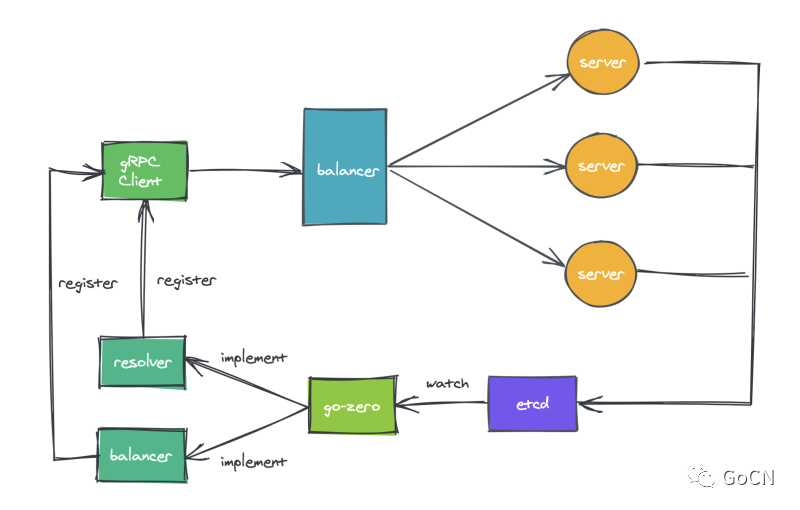 server
gRPC
Client
balancer
server
server
register
register
resolver
implement
go-zero
watch
etcd
balancer
implement
GoCN